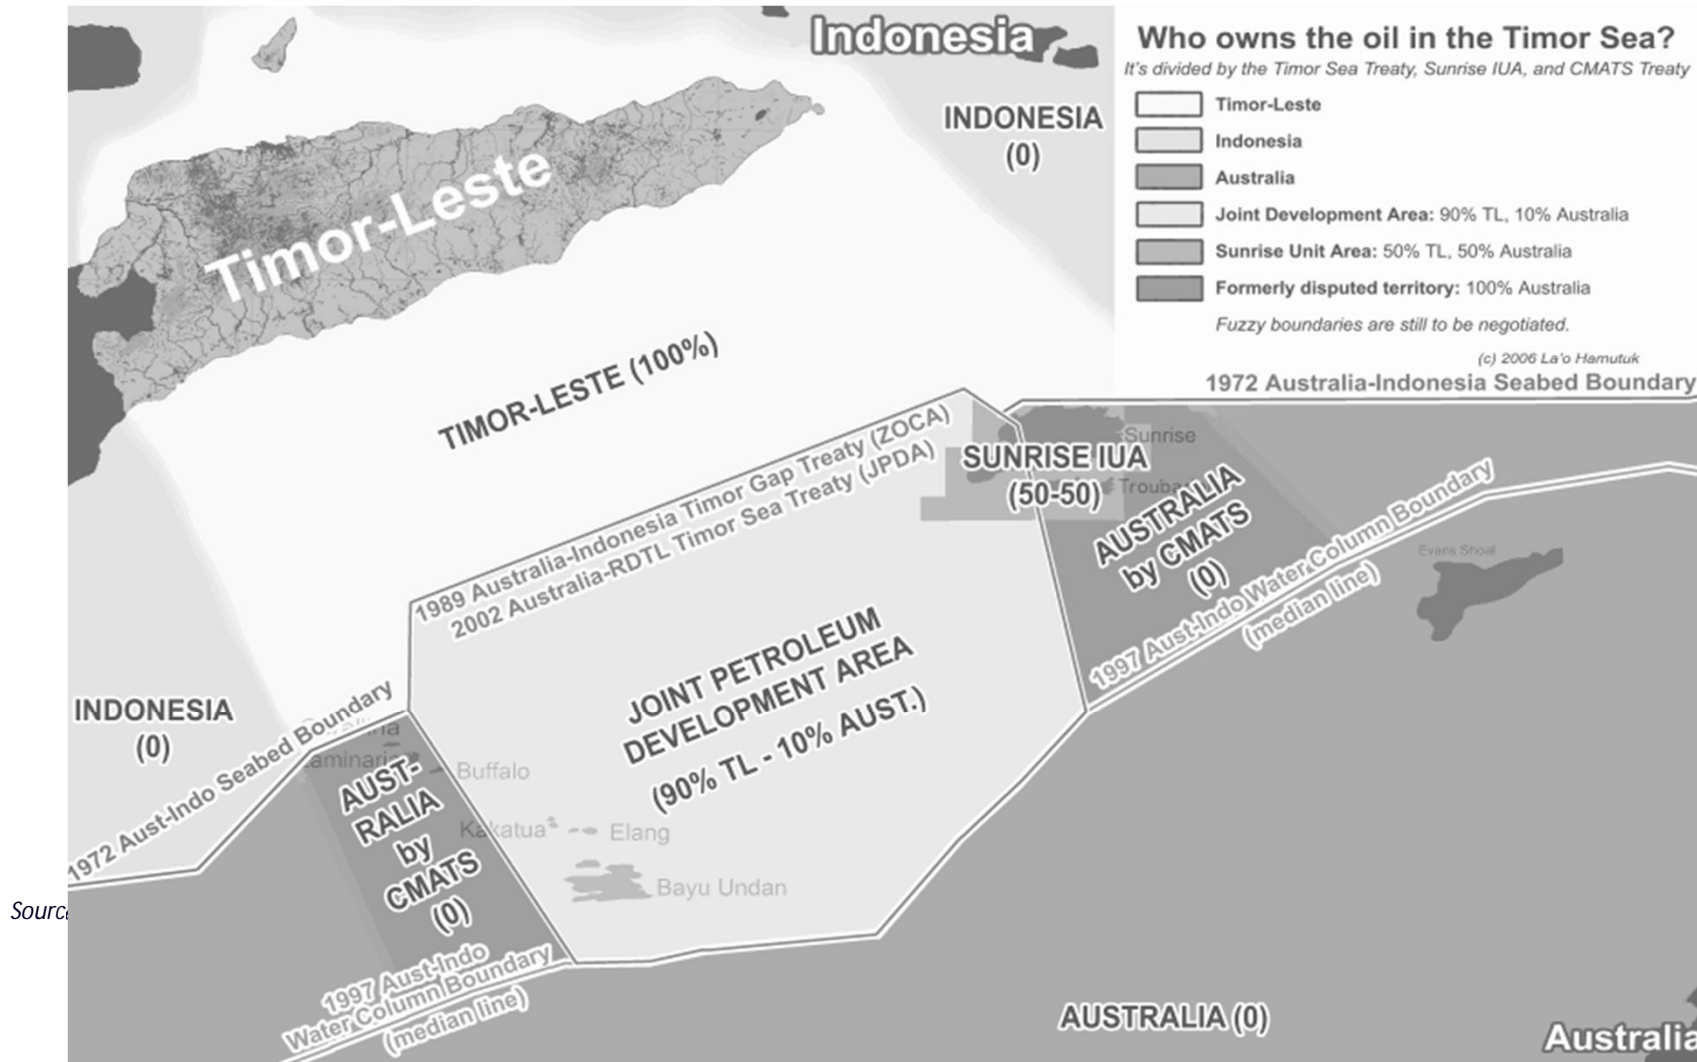 Indonesia
Who owns the oil in the Timor Sea?
It's divided by the Timor Sea Treaty, Sunrise IUA, and CMATS Treaty
Timor-Leste
Indonesia
Australia
Joint Development Area: 90% TL, 10% Australia
Sunrise Unit Area: 50% TL, 50% Australia
Formerly disputed territory: 100% Australia
Fuzzy boundaries are still to be negotiated.
(c) 2006 La'o Hamutuk
1972 Australia-Indonesia Seabed Boundary
INDONESIA
(0)
Timor-Leste
TIMOR-LESTE (100%)
1989 Australia-Indonesia Timor Gap Treaty (ZOCA)
2002 Australia-RDTL Timor Sea Treaty (JPDA)
Sunrise
SUNRISE IUA
(50-50)
Trouba
AUSTRALIA
by CMATS
(0)
1997 Aust-Indo Water Column Boundary
(median line)
Evans Shoal
JOINT PETROLEUM
DEVELOPMENT AREA
(90% TL - 10% AUST.)
INDONESIA
(0)
1972 Aust-Indo Seabed Boundary
aminaria
Buffalo
AUST-
RALIA
by
CMATS
(0)
Kakatua
Elang
Bayu Undan
Sourc
1997 Aust-Indo
Water Column Boundary
(median line)
AUSTRALIA (0)
Australia